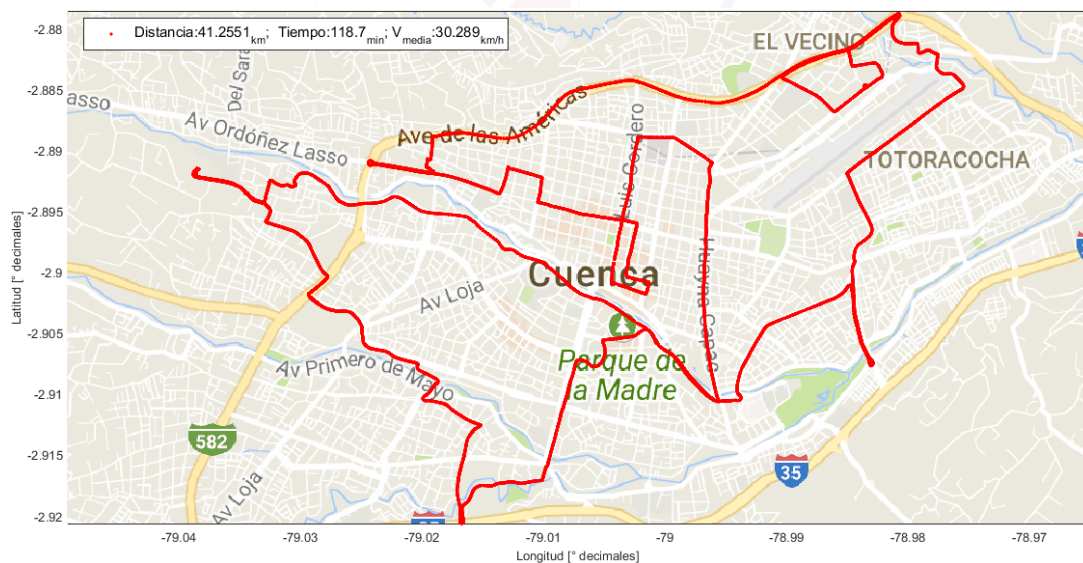 Distancia:41.2551km; Tiempo:118.7min; Vmedia:30.289km/h
-2.88
-2.885
-2.89
-2.895
-2.9
-2.905
-2.91
-2.915
-2.92
Latitud [° decimales]
EL VECINO
Del Sara
asso
Av Ordóñez Lasso
Ave de las Américas
Luis Cordero
TOTORACOCHA
Cuenca
Huayna Capac
Av Loja
Parque de
la Madre
Av Primero de Mayo
582
Av Loja
35
-79.04
-79.03
-79.02
-79.01
-79
-78.99
-78.98
-78.97
Longitud [° decimales]